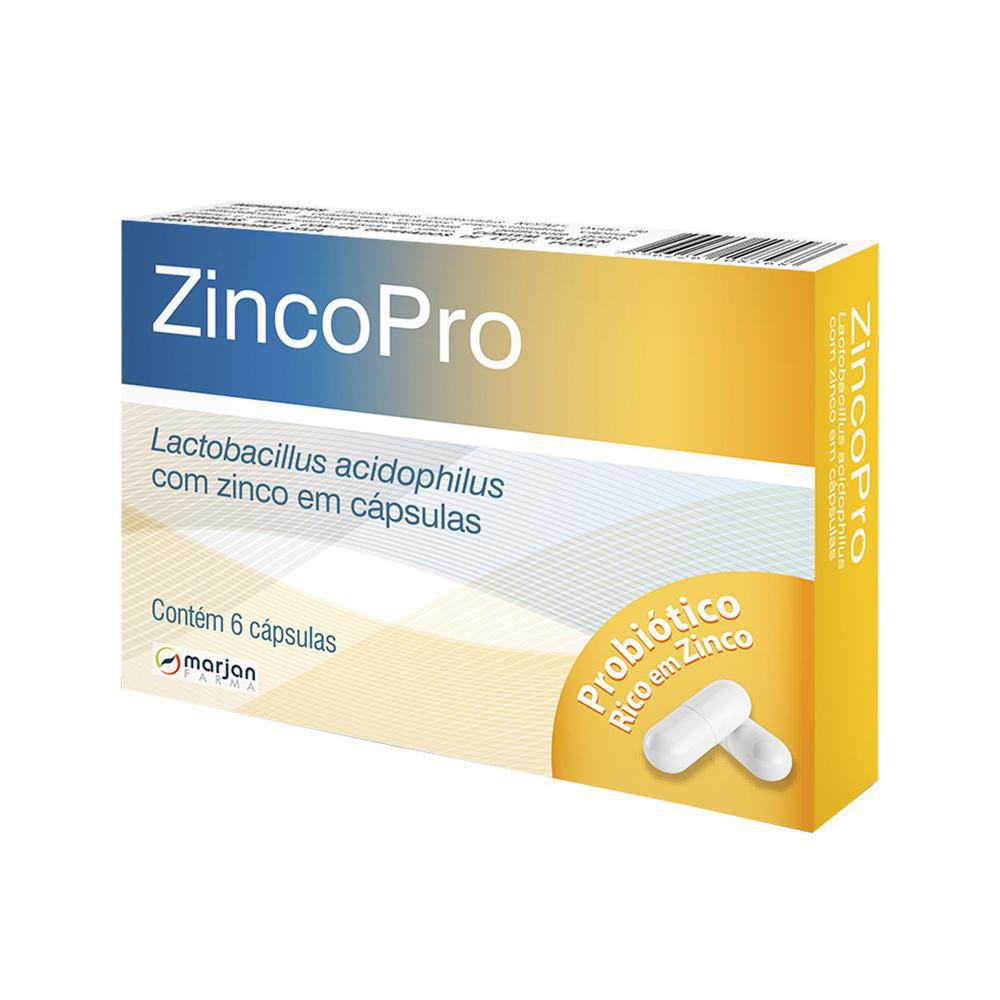 INGREDIENTES:
ZincoPro
Lactobacillus acidophilus
com zinco em cápsulas
Contém 6 cápsulas
marjan
FARMA
Probiótico
Rico em Zinco
ZincoPro
Lactobacillus acidophilus
com zinco em cápsulas